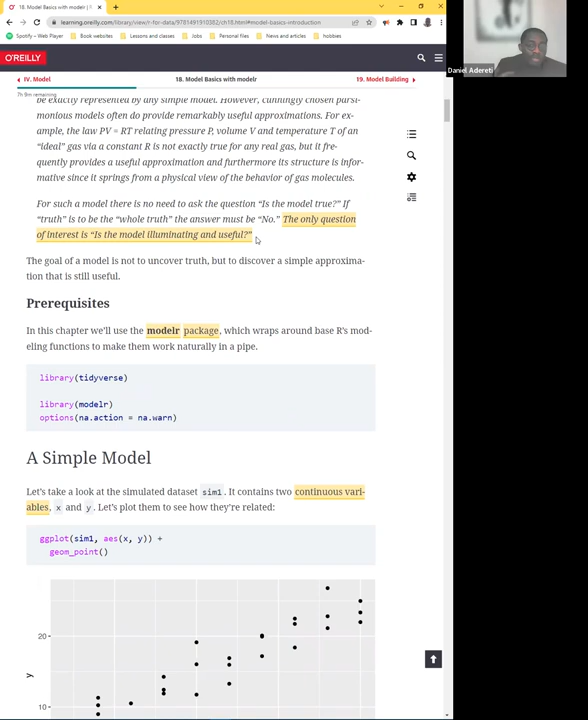 18. Model Basics with modelr | R
learning.oreilly.com/library/view/r-for-data/9781491910382/ch18.html#model-basics-introduction
Spotify – Web Player
Book websites
Lessons and classes
Jobs
Personal files
News and articles
hobbies
Daniel Adereti
O'REILLY
IV. Model
18. Model Basics with modelr
19. Model Building
7h 9m remaining
be exactly represented by any simple model. However, cunningly chosen parsi-
monious models often do provide remarkably useful approximations. For ex-
ample, the law PV = RT relating pressure P, volume V and temperature T of an
“ideal” gas via a constant R is not exactly true for any real gas, but it fre-
quently provides a useful approximation and furthermore its structure is infor-
mative since it springs from a physical view of the behavior of gas molecules.
For such a model there is no need to ask the question “Is the model true?” If
“truth” is to be the “whole truth” the answer must be “No.” The only question
of interest is “Is the model illuminating and useful?”
The goal of a model is not to uncover truth, but to discover a simple approxima-
tion that is still useful.
Prerequisites
In this chapter we’ll use the modelr package, which wraps around base R’s mod-
eling functions to make them work naturally in a pipe.
library(tidyverse)
library(modelr)
options(na.action = na.warn)
A Simple Model
Let’s take a look at the simulated dataset sim1. It contains two continuous vari-
ables, x and y. Let’s plot them to see how they’re related:
ggplot(sim1, aes(x, y)) +
geom_point()
20
y
10